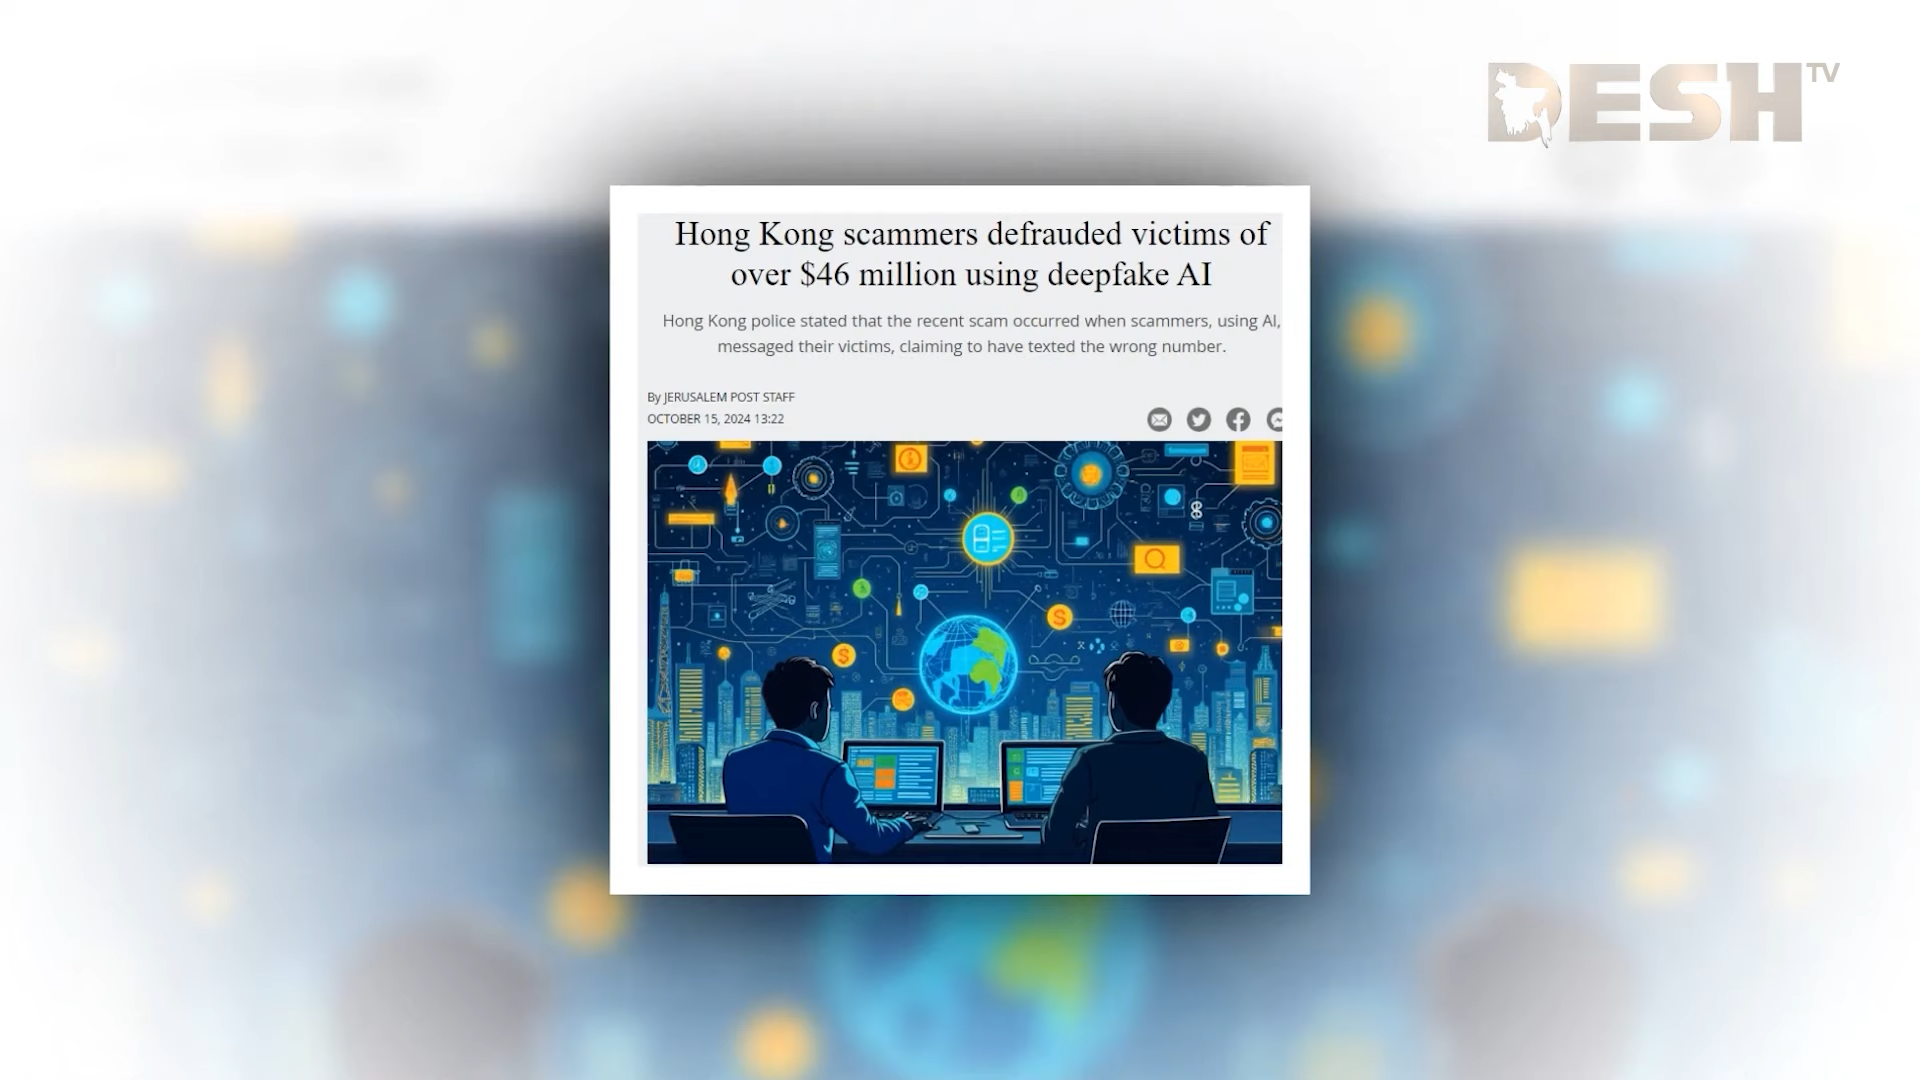 DESH TV
Hong Kong scammers defrauded victims of
over $46 million using deepfake AI
Hong Kong police stated that the recent scam occurred when scammers, using AI,
messaged their victims, claiming to have texted the wrong number.
By JERUSALEM POST STAFF
OCTOBER 15, 2024 13:22